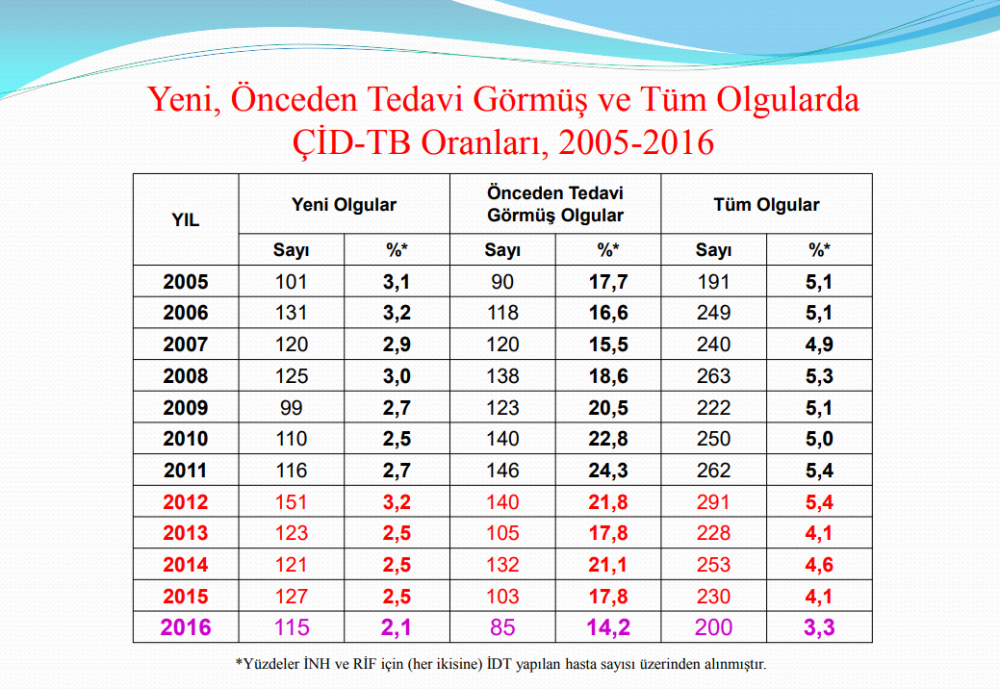 Yeni, Önceden Tedavi Görmüş ve Tüm Olgularda
ÇİD-TB Oranları, 2005-2016
YIL Yeni Olgular Önceden Tedavi Görmüş Olgular Tüm Olgular
Sayı %* Sayı %* Sayı %*
2005 101 3,1 90 17,7 191 5,1
2006 131 3,2 118 16,6 249 5,1
2007 120 2,9 120 15,5 240 4,9
2008 125 3,0 138 18,6 263 5,3
2009 99 2,7 123 20,5 222 5,1
2010 110 2,5 140 22,8 250 5,0
2011 116 2,7 146 24,3 262 5,4
2012 151 3,2 140 21,8 291 5,4
2013 123 2,5 105 17,8 228 4,1
2014 121 2,5 132 21,1 253 4,6
2015 127 2,5 103 17,8 230 4,1
2016 115 2,1 85 14,2 200 3,3
*Yüzdeler İNH ve RİF için (her ikisine) İDT yapılan hasta sayısı üzerinden alınmıştır.